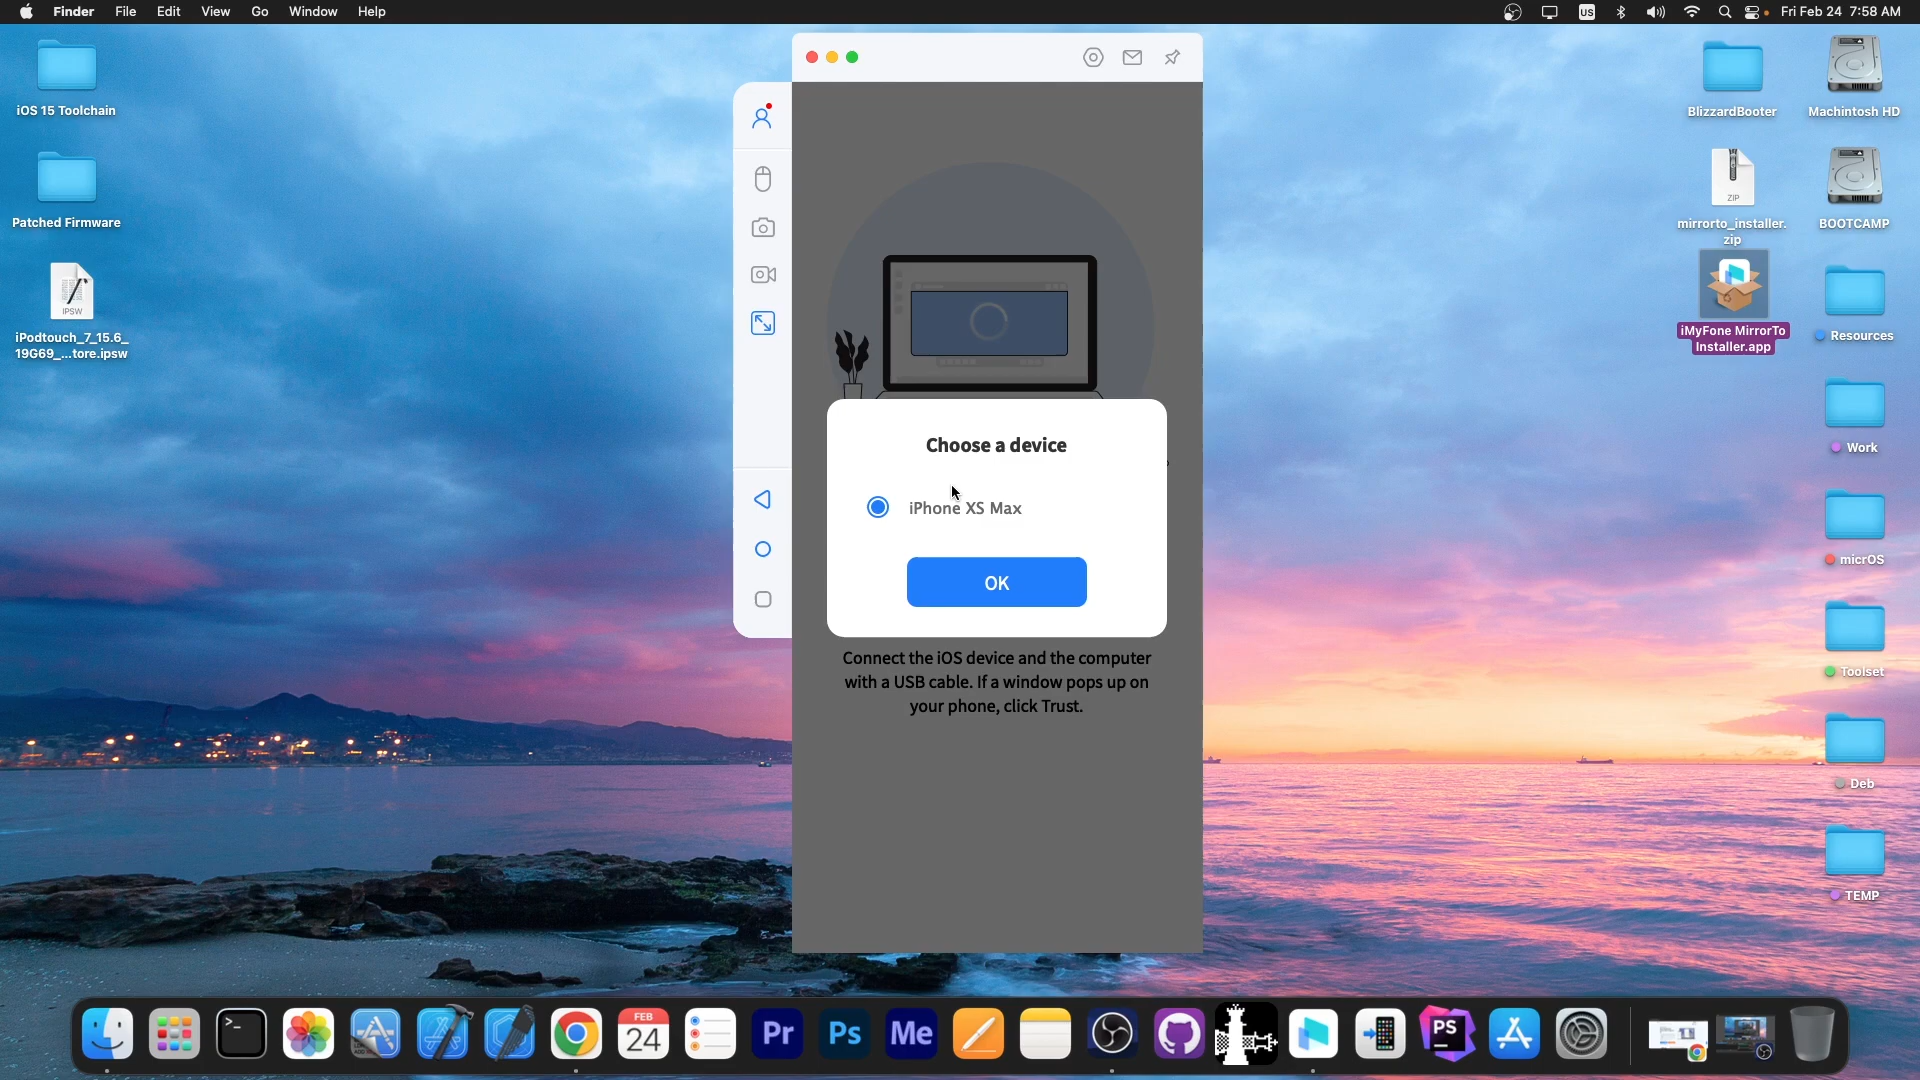 Finder File Edit View Go Window Help
US Fri Feb 24 7:58 AM
iOS 15 Toolchain
Patched Firmware
IPSW
iPodtouch_7_15.6_
19G69_...tore.ipsw
Choose a device
iPhone XS Max
OK
Connect the iOS device and the computer
with a USB cable. If a window pops up on
your phone, click Trust.
BlizzardBooter
Machintosh HD
ZIP
mirrorto_installer.
zip
BOOTCAMP
iMyFone MirrorTo
Installer.app
Resources
Work
micrOS
Toolset
Deb
TEMP
>_
FEB
24
Pr
Ps
Me
PS